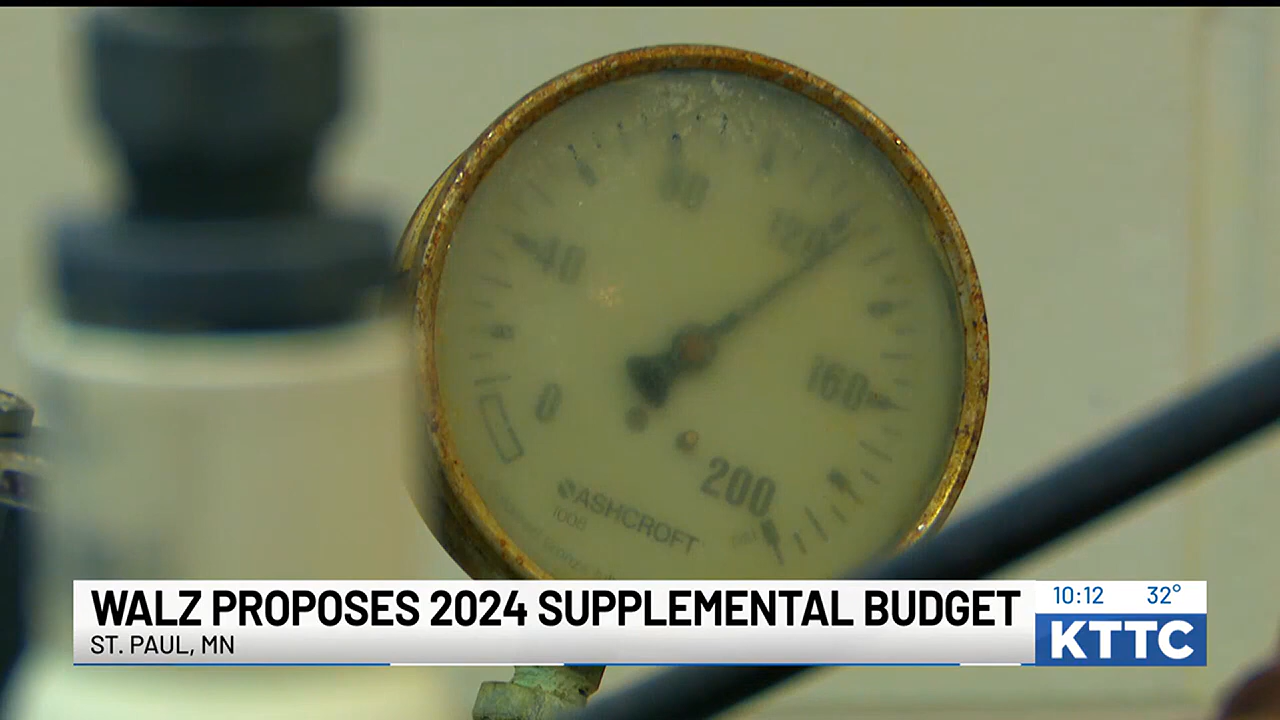 40
80
120
0
160
200
ASHCROFT
1008
WALZ PROPOSES 2024 SUPPLEMENTAL BUDGET
ST. PAUL, MN
10:12 32°
KTTC